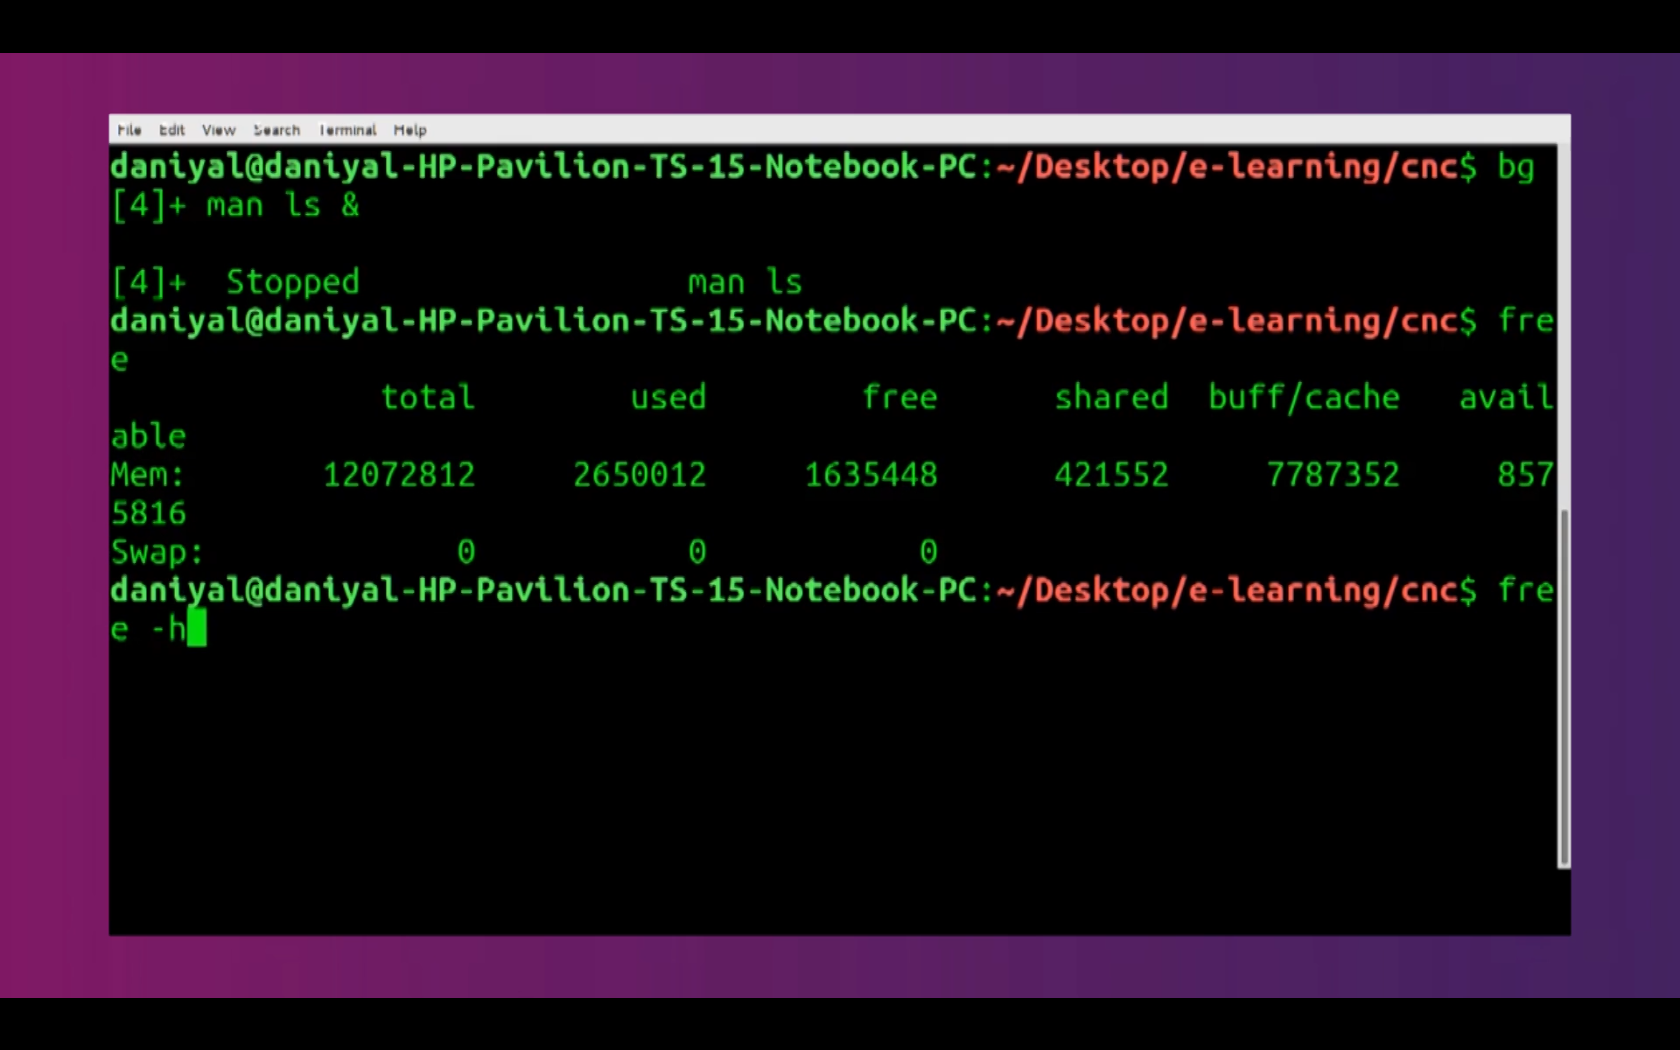 File Edit View Search Terminal Help
daniyal@daniyal-HP-Pavilion-TS-15-Notebook-PC:~/Desktop/e-learning/cnc$ bg
[4]+ man ls &
[4]+  Stopped                 man ls
daniyal@daniyal-HP-Pavilion-TS-15-Notebook-PC:~/Desktop/e-learning/cnc$ fre
e
              total        used        free      shared  buff/cache   avail
able
Mem:       12072812     2650012     1635448      421552     7787352     857
5816
Swap:             0           0           0
daniyal@daniyal-HP-Pavilion-TS-15-Notebook-PC:~/Desktop/e-learning/cnc$ fre
e -h